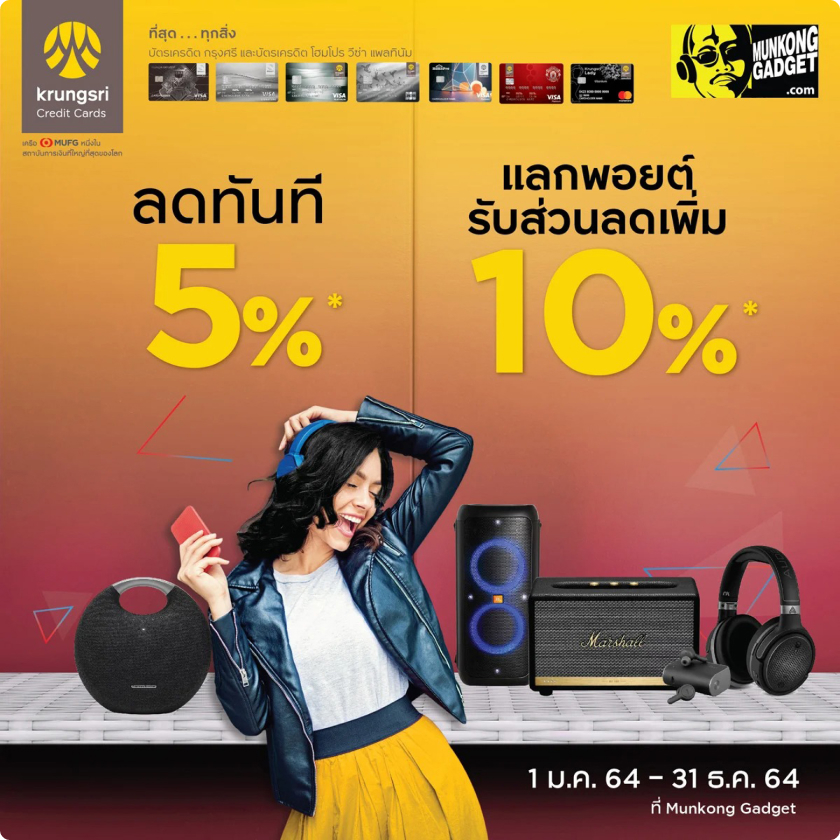 krungsri
Credit Cards
เครือ MUFG หนึ่งใน
สถาบันการเงินที่ใหญ่ที่สุดของโลก
ที่สุด . . . ทุกสิ่ง
บัตรเครดิต กรุงศรี และบัตรเครดิต โฮมโปร วีซ่า แพลทินัม
VISA
VISA
VISA
VISA
VISA
MUNKONG
GADGET
.com
ลดทันที
5%*
แลกพอยต์
รับส่วนลดเพิ่ม
10%*
JBL
Marshall
1 ม.ค. 64 – 31 ธ.ค. 64
ที่ Munkong Gadget